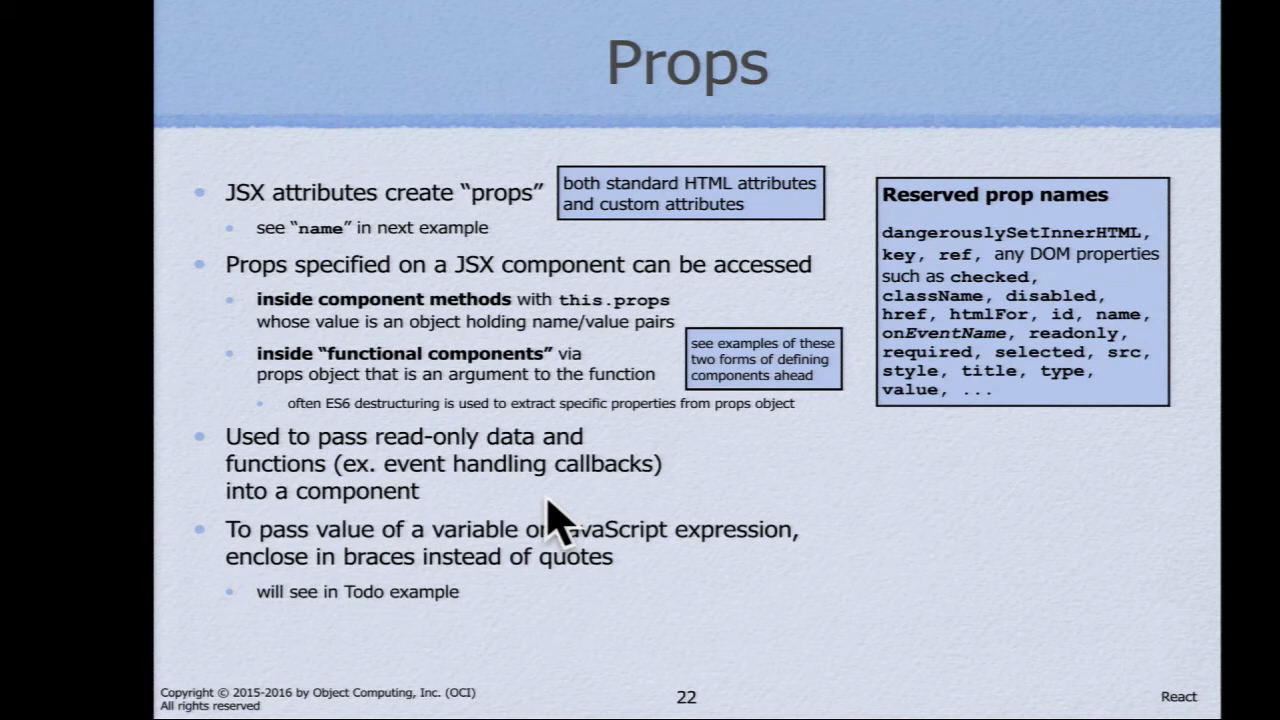 Props
JSX attributes create “props”
both standard HTML attributes
and custom attributes
see “name” in next example
Props specified on a JSX component can be accessed
inside component methods with this.props
whose value is an object holding name/value pairs
inside “functional components” via
props object that is an argument to the function
see examples of these
two forms of defining
components ahead
often ES6 destructuring is used to extract specific properties from props object
Used to pass read-only data and
functions (ex. event handling callbacks)
into a component
To pass value of a variable or JavaScript expression,
enclose in braces instead of quotes
will see in Todo example
Reserved prop names
dangerouslySetInnerHTML,
key, ref, any DOM properties
such as checked,
className, disabled,
href, htmlFor, id, name,
onEventName, readonly,
required, selected, src,
style, title, type,
value, ...
Copyright © 2015-2016 by Object Computing, Inc. (OCI)
All rights reserved
22
React